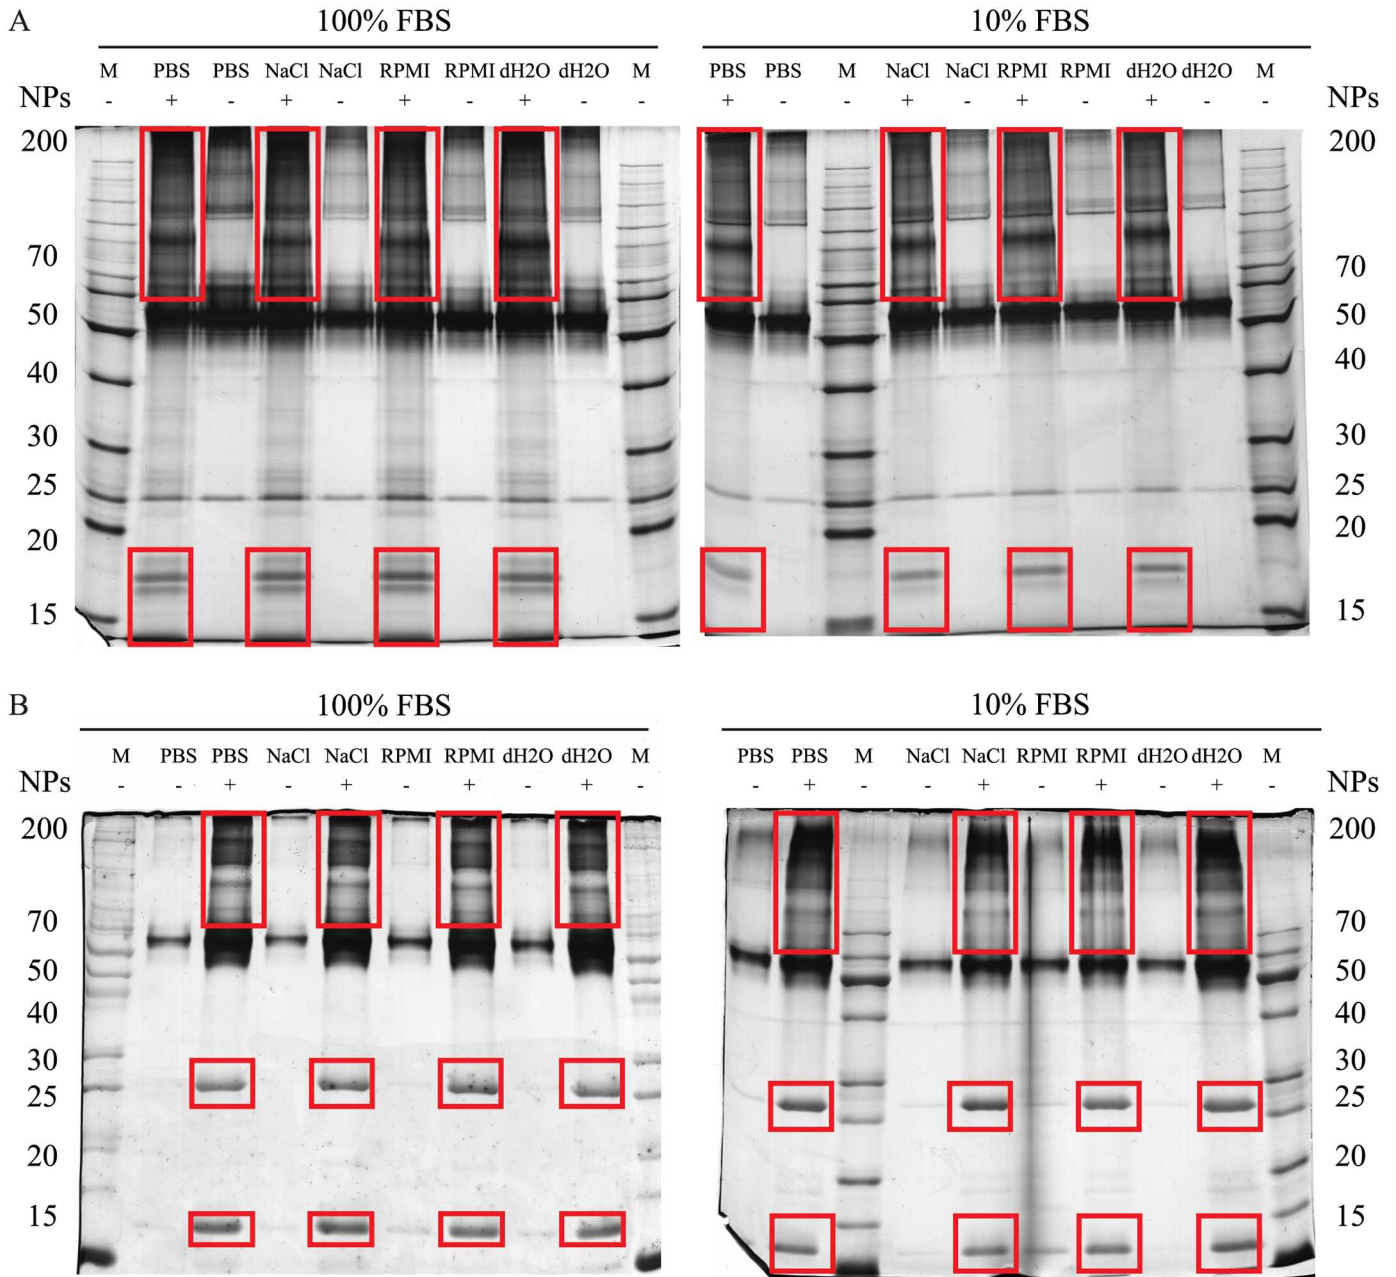 A
100% FBS
10% FBS
M PBS PBS NaCl NaCl RPMI RPMI dH2O dH2O M
PBS PBS M NaCl NaCl RPMI RPMI dH2O dH2O M
NPs - + - + - + - + - -
+ - - + - + - + - - NPs
200
70
50
40
30
25
20
15
200
70
50
40
30
25
20
15
B
100% FBS
10% FBS
M PBS PBS NaCl NaCl RPMI RPMI dH2O dH2O M
PBS PBS M NaCl NaCl RPMI RPMI dH2O dH2O M
NPs - - + - + - + - + -
- + - - + - + - + - NPs
200
70
50
40
30
25
20
15
200
70
50
40
30
25
20
15